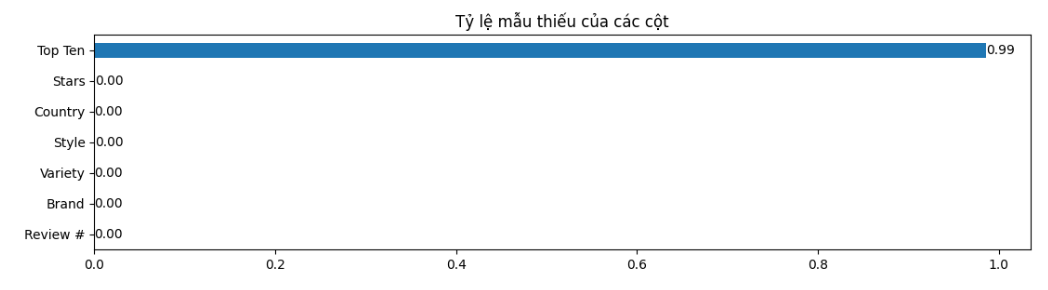 Tỷ lệ mẫu thiếu của các cột
Top Ten 0.99
Stars 0.00
Country 0.00
Style 0.00
Variety 0.00
Brand 0.00
Review # 0.00
0.0 0.2 0.4 0.6 0.8 1.0